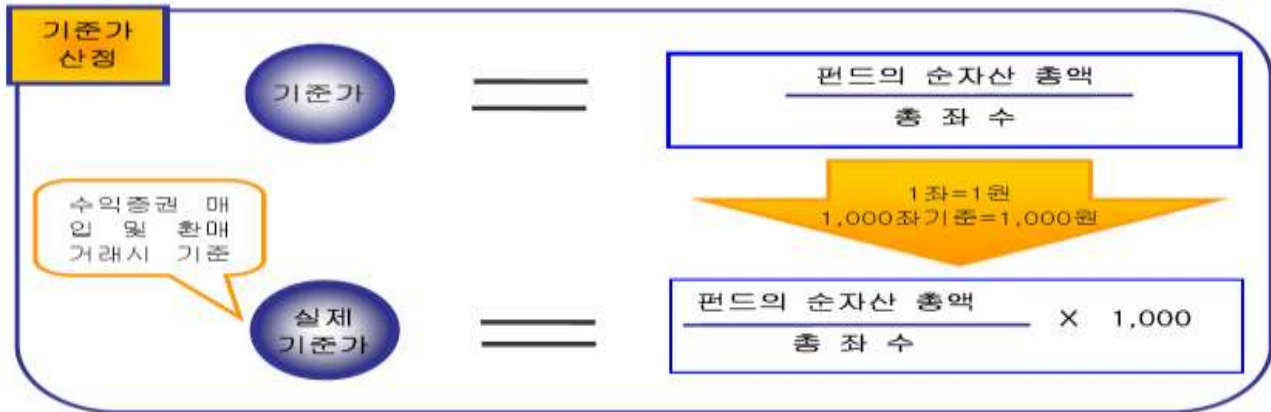 기준가
산정
기준가
펀드의 순자산 총액
총 좌 수
1좌=1원
1,000좌기준=1,000원
수익증권 매
입 및 환매
거래시 기준
실제
기준가
펀드의 순자산 총액
총 좌 수
× 1,000